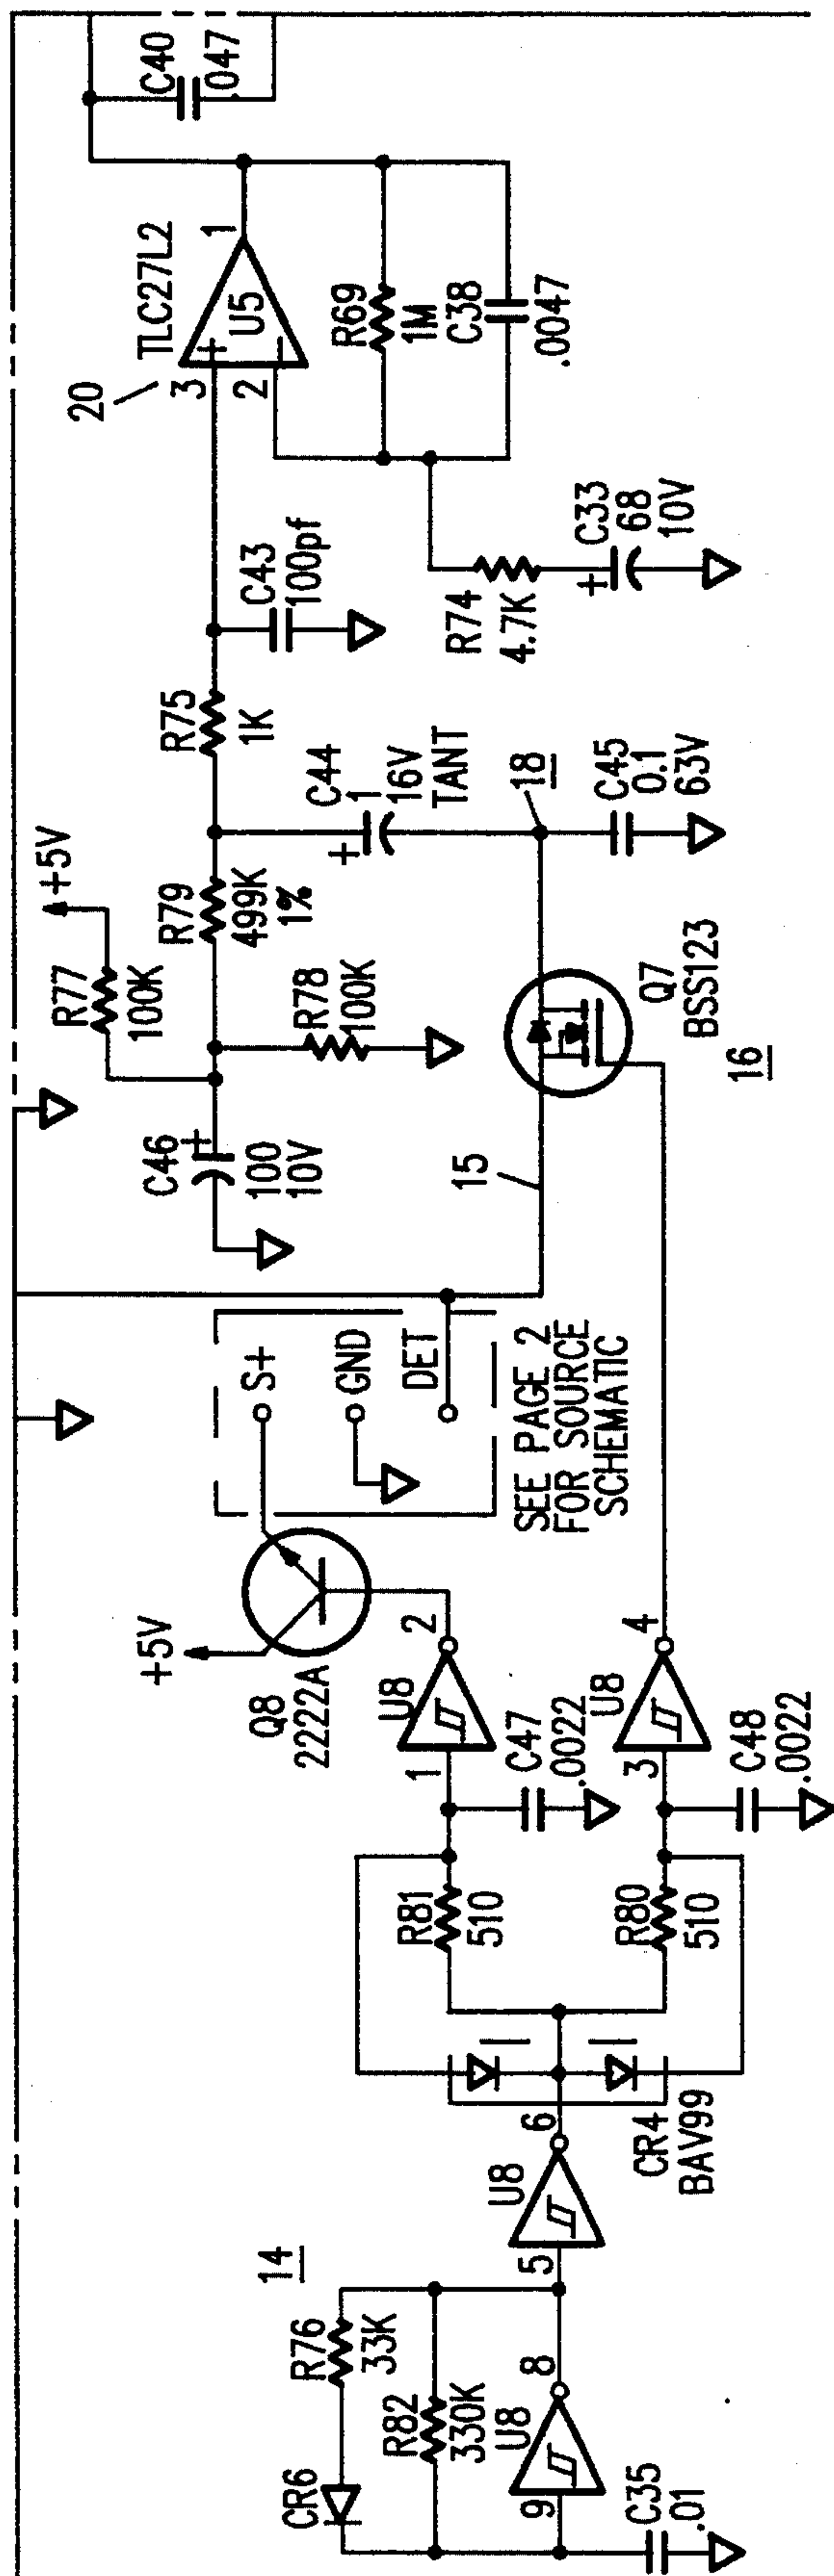 14
CR6
R76
33K
R82
330K
U8
9
8
C35
.01
U8
5
6
CR4
BAV99
R81
510
R80
510
1
U8
2
C47
.0022
3
U8
4
C48
.0022
+5V
Q8
2222A
S+
GND
DET
SEE PAGE 2
FOR SOURCE
SCHEMATIC
15
C46
+
100
10V
R77
100K
+5V
R78
100K
R79
499K
1%
Q7
BSS123
16
C44
1
16V
TANT
+
18
C45
0.1
63V
R75
1K
C43
100pf
R74
4.7K
C33
68
10V
+
20
TLC27L2
3
2
+
−
U5
1
R69
1M
C38
.0047
C40
.047